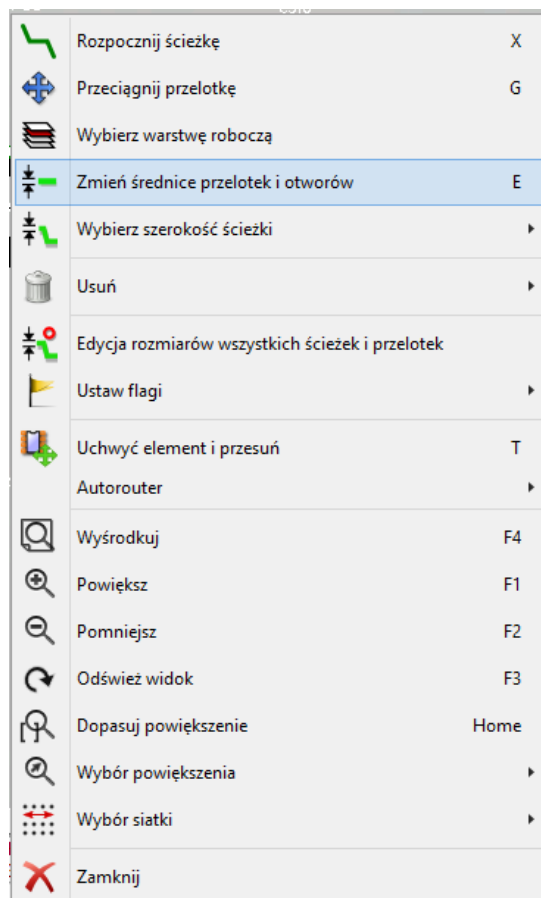 Rozpocznij ścieżkę X
Przeciągnij przelotkę G
Wybierz warstwę roboczą
Zmień średnice przelotek i otworów E
Wybierz szerokość ścieżki
Usuń
Edycja rozmiarów wszystkich ścieżek i przelotek
Ustaw flagi
Uchwyć element i przesuń T
Autorouter
Wyśrodkuj F4
Powiększ F1
Pomniejsz F2
Odśwież widok F3
Dopasuj powiększenie Home
Wybór powiększenia
Wybór siatki
Zamknij